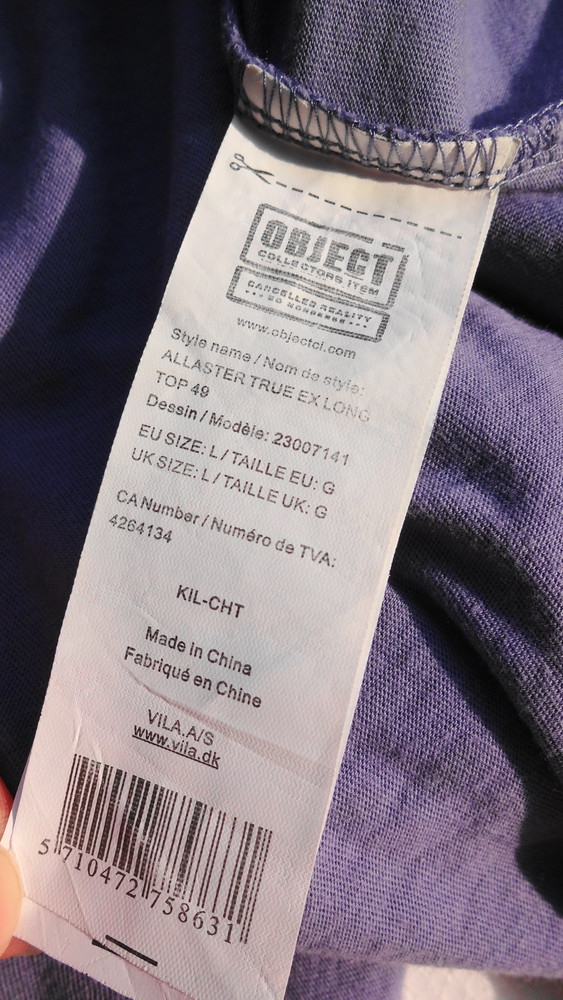 OBJECT
COLLECTORS ITEM
CANCELLED REALITY
NO NONSENSE
www.objectci.com
Style name / Nom de style:
ALLASTER TRUE EX LONG
TOP 49
Dessin / Modèle: 23007141
EU SIZE: L / TAILLE EU: G
UK SIZE: L / TAILLE UK: G
CA Number / Numéro de TVA:
4264134
KIL-CHT
Made in China
Fabriqué en Chine
VILA A/S
www.vila.dk
5 710472 758631